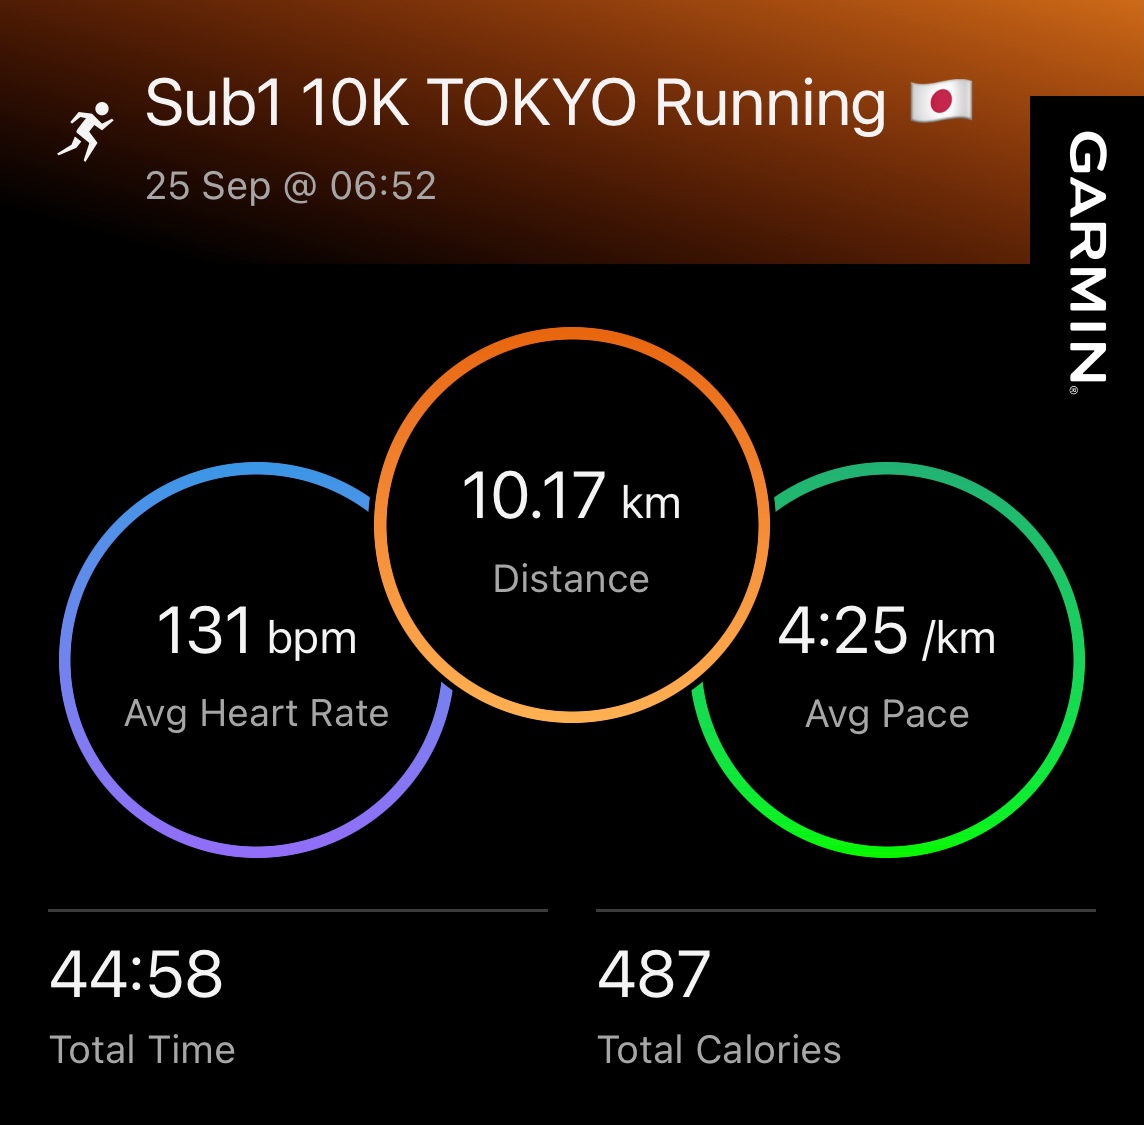 Sub1 10K TOKYO Running 🇯🇵
25 Sep @ 06:52
GARMIN®
10.17 km
Distance
131 bpm
Avg Heart Rate
4:25 /km
Avg Pace
44:58
Total Time
487
Total Calories